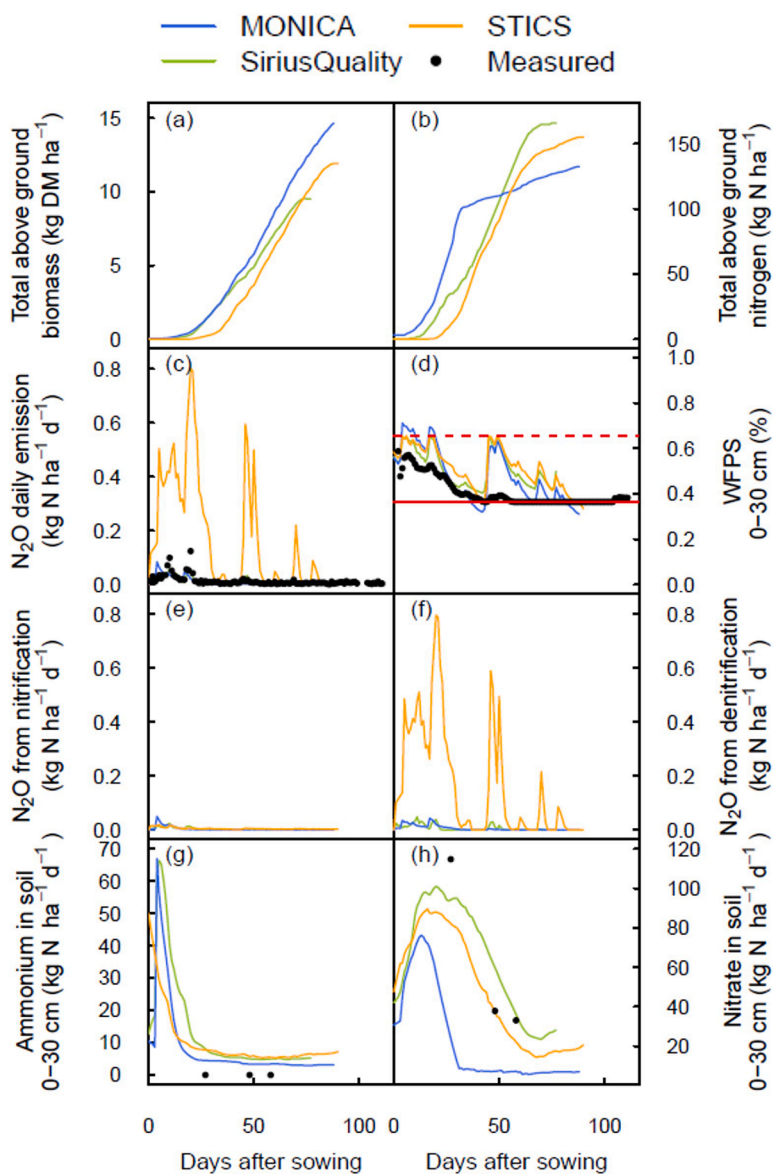 MONICA
STICS
SiriusQuality
Measured
(a)
(b)
Total above ground
biomass (kg DM ha⁻¹)
15
10
5
0
150
100
50
0
Total above ground
nitrogen (kg N ha⁻¹)
(c)
(d)
N₂O daily emission
(kg N ha⁻¹ d⁻¹)
0.8
0.6
0.4
0.2
0.0
1.0
0.8
0.6
0.4
0.2
0.0
WFPS
0−30 cm (%)
(e)
(f)
N₂O from nitrification
(kg N ha⁻¹ d⁻¹)
0.8
0.6
0.4
0.2
0.0
0.8
0.6
0.4
0.2
0.0
N₂O from denitrification
(kg N ha⁻¹ d⁻¹)
(g)
(h)
Ammonium in soil
0−30 cm (kg N ha⁻¹ d⁻¹)
70
60
50
40
30
20
10
0
120
100
80
60
40
20
Nitrate in soil
0−30 cm (kg N ha⁻¹ d⁻¹)
0 100
0 100
Days after sowing
Days after sowing